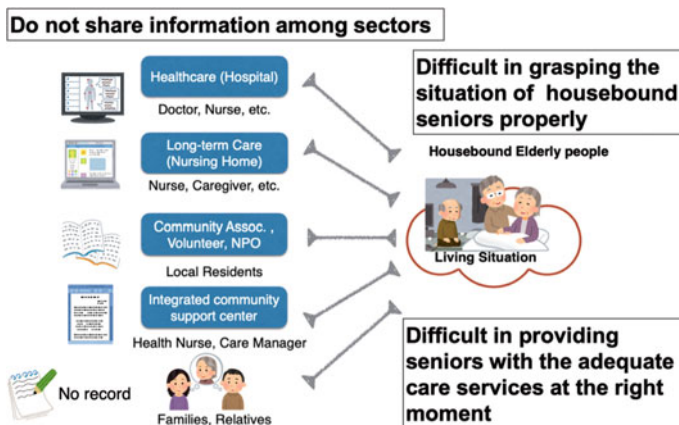 Do not share information among sectors
Healthcare (Hospital)
Doctor, Nurse, etc.
Long-term Care
(Nursing Home)
Nurse, Caregiver, etc.
Community Assoc. ,
Volunteer, NPO
Local Residents
Integrated community
support center
Health Nurse, Care Manager
No record
Families, Relatives
Difficult in grasping the
situation of housebound
seniors properly
Housebound Elderly people
Living Situation
Difficult in providing
seniors with the adequate
care services at the right
moment